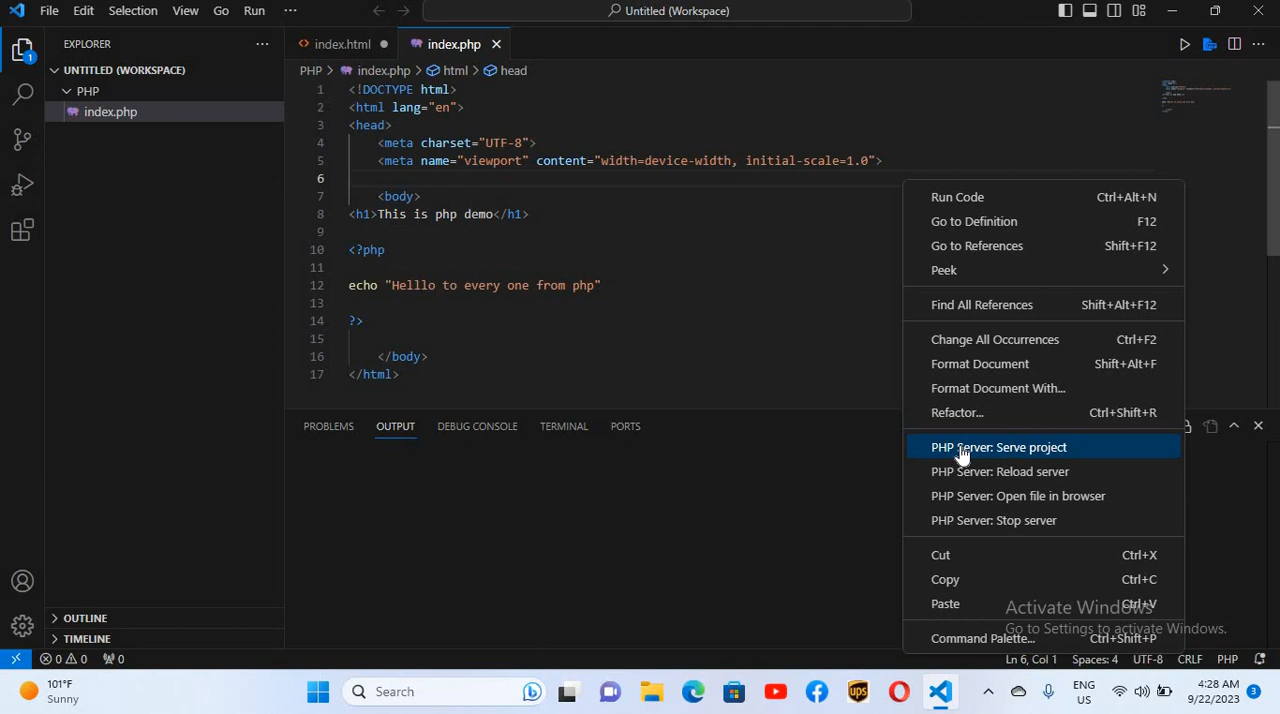 File Edit Selection View Go Run ··· Untitled (Workspace)
EXPLORER ···
1
UNTITLED (WORKSPACE)
PHP
index.php
index.html
index.php
PHP > index.php > html > head
1 <!DOCTYPE html>
2 <html lang="en">
3 <head>
4 <meta charset="UTF-8">
5 <meta name="viewport" content="width=device-width, initial-scale=1.0">
6
7 <body>
8 <h1>This is php demo</h1>
9
10 <?php
11
12 echo "Helllo to every one from php"
13
14 ?>
15
16 </body>
17 </html>
Run Code Ctrl+Alt+N
Go to Definition F12
Go to References Shift+F12
Peek
Find All References Shift+Alt+F12
Change All Occurrences Ctrl+F2
Format Document Shift+Alt+F
Format Document With...
Refactor... Ctrl+Shift+R
PHP Server: Serve project
PHP Server: Reload server
PHP Server: Open file in browser
PHP Server: Stop server
Cut Ctrl+X
Copy Ctrl+C
Paste Ctrl+V
Command Palette... Ctrl+Shift+P
PROBLEMS OUTPUT DEBUG CONSOLE TERMINAL PORTS
Activate Windows
Go to Settings to activate Windows.
OUTLINE
TIMELINE
0 0 0 Ln 6, Col 1 Spaces: 4 UTF-8 CRLF PHP
101°F
Sunny
Search
ups
ENG
US
4:28 AM
9/22/2023
3